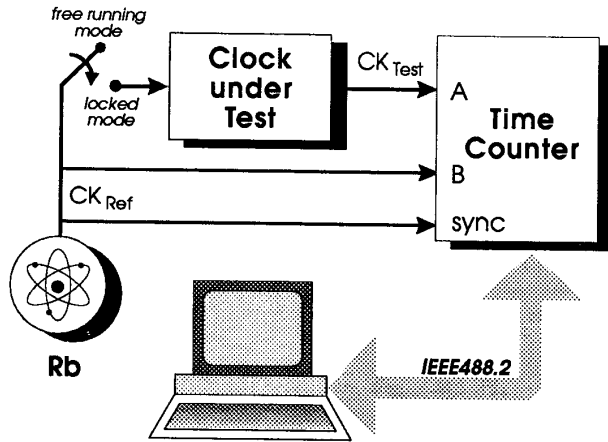 free running
mode
locked
mode
Clock
under
Test
CK Test
A
Time
Counter
B
CK Ref
sync
Rb
IEEE488.2